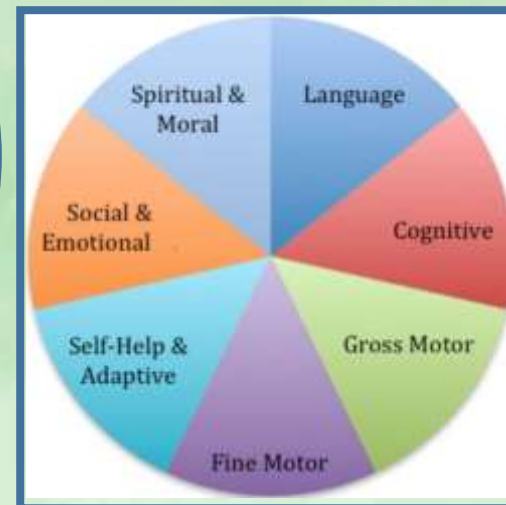 Spiritual &
Moral
Language
Social &
Emotional
Cognitive
Self-Help &
Adaptive
Gross Motor
Fine Motor